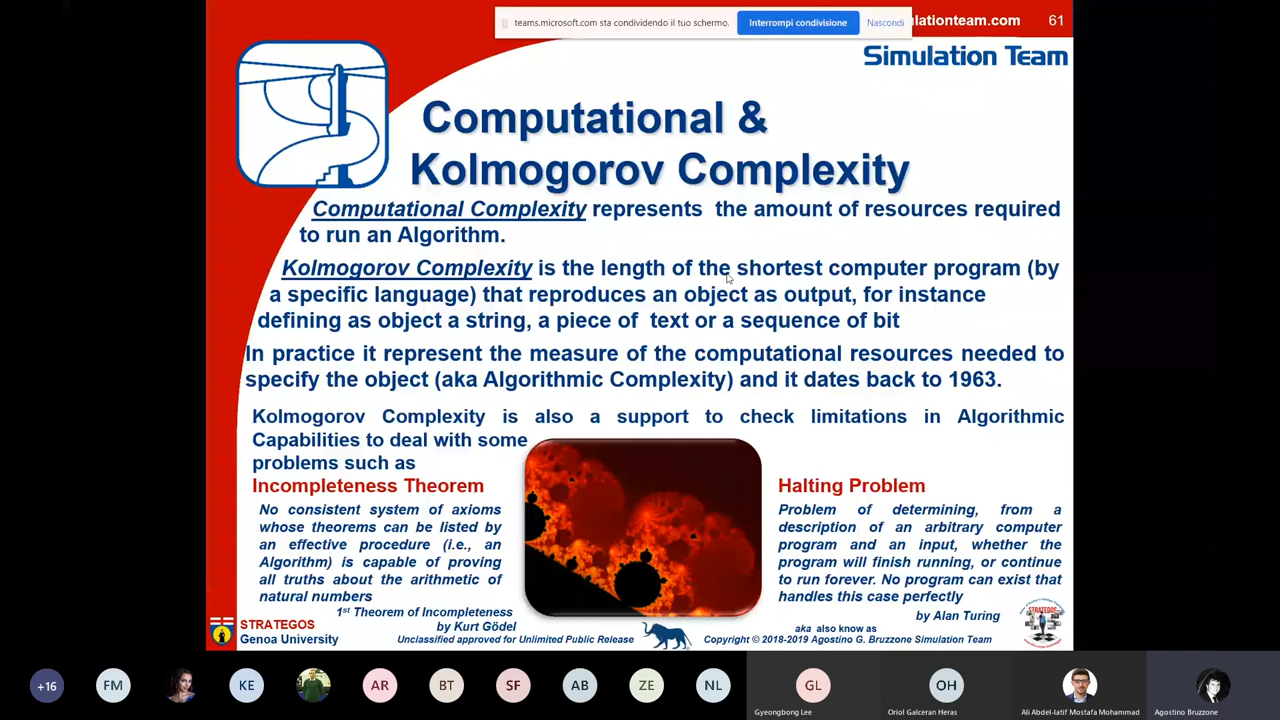 teams.microsoft.com sta condividendo il tuo schermo.
Interrompi condivisione
Nascondi
lationteam.com
61
Simulation Team
Computational &
Kolmogorov Complexity
Computational Complexity represents the amount of resources required
to run an Algorithm.
Kolmogorov Complexity is the length of the shortest computer program (by
a specific language) that reproduces an object as output, for instance
defining as object a string, a piece of text or a sequence of bit
In practice it represent the measure of the computational resources needed to
specify the object (aka Algorithmic Complexity) and it dates back to 1963.
Kolmogorov Complexity is also a support to check limitations in Algorithmic
Capabilities to deal with some
problems such as
Incompleteness Theorem
No consistent system of axioms
whose theorems can be listed by
an effective procedure (i.e., an
Algorithm) is capable of proving
all truths about the arithmetic of
natural numbers
1st Theorem of Incompleteness
by Kurt Gödel
Halting Problem
Problem of determining, from a
description of an arbitrary computer
program and an input, whether the
program will finish running, or continue
to run forever. No program can exist that
handles this case perfectly
by Alan Turing
aka also known as
STRATEGOS
Genoa University
Unclassified approved for Unlimited Public Release
Copyright © 2018-2019 Agostino G. Bruzzone Simulation Team
STRATEGOS
+16
FM
KE
AR
BT
SF
AB
ZE
NL
GL
Gyeongbong Lee
OH
Oriol Galceran Heras
Ali Abdel-latif Mostafa Mohammad
Agostino Bruzzone